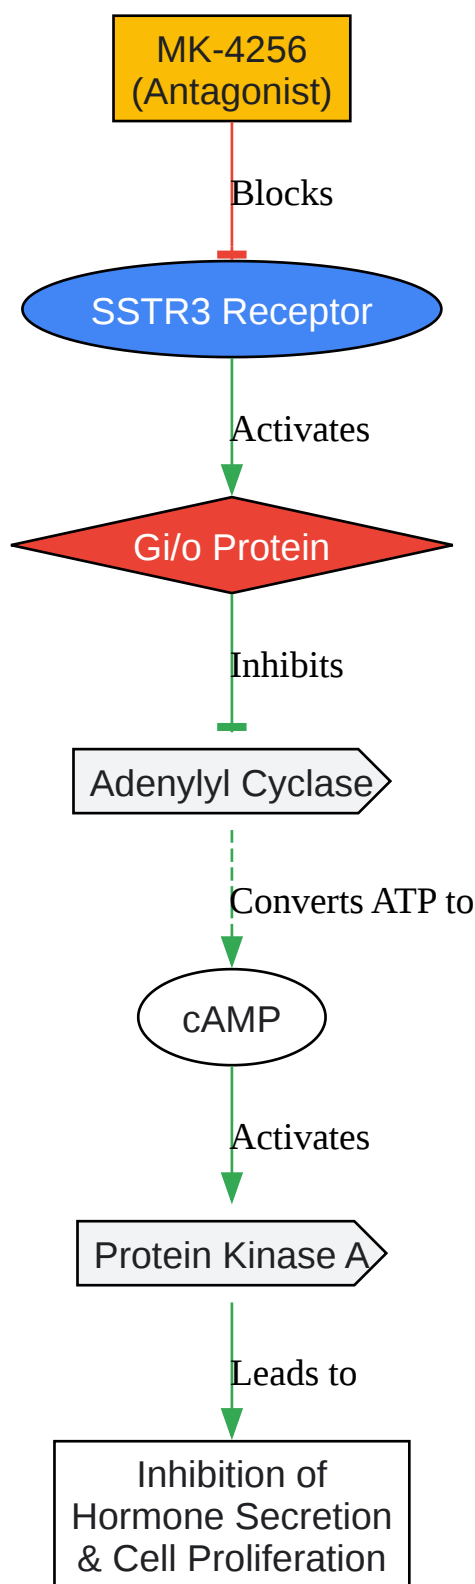 MK-4256
(Antagonist)
Blocks
SSTR3 Receptor
Activates
Gi/o Protein
Inhibits
Adenylyl Cyclase
Converts ATP to
cAMP
Activates
Protein Kinase A
Leads to
Inhibition of
Hormone Secretion
& Cell Proliferation